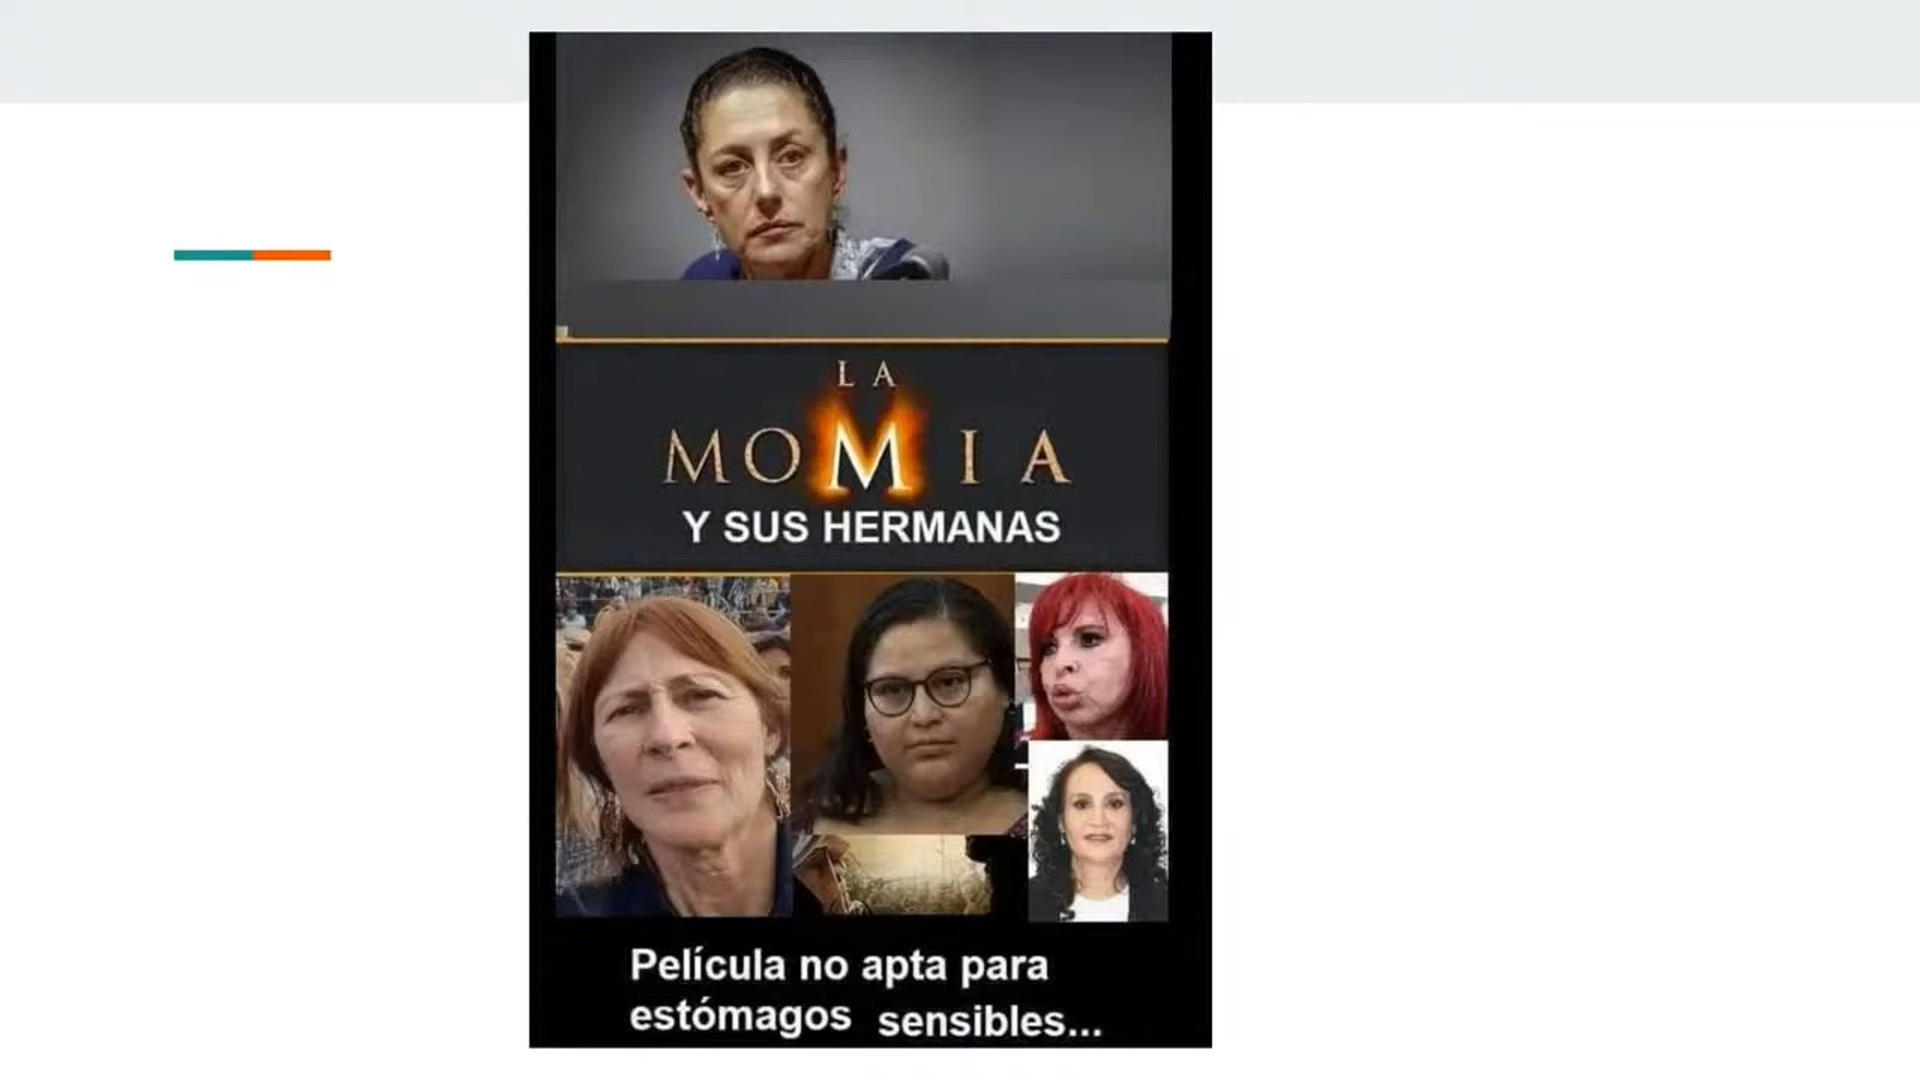 LA
MOMIA
Y SUS HERMANAS
Película no apta para
estómagos sensibles...